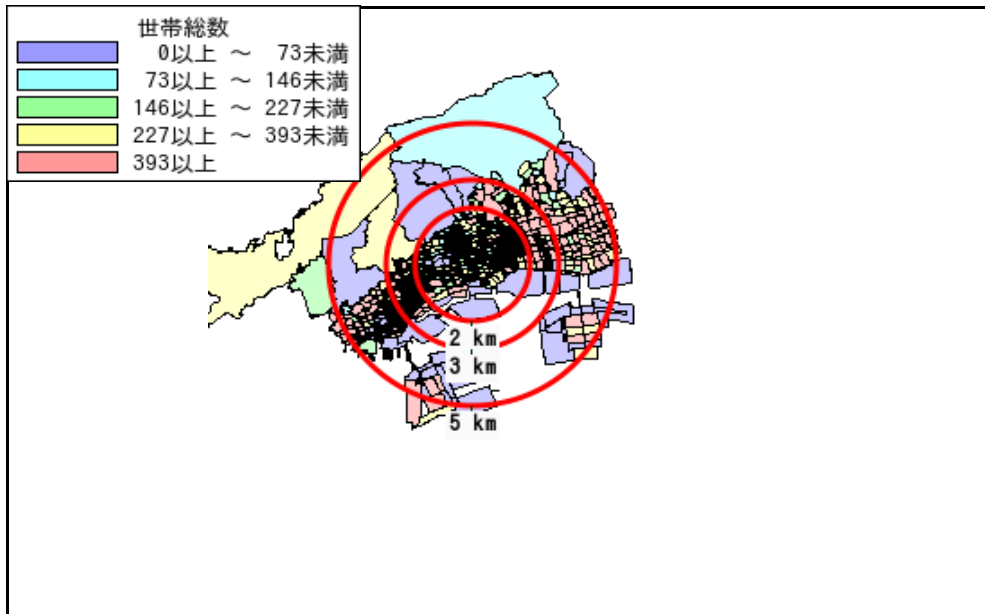 世帯総数
0以上 ～ 73未満
73以上 ～ 146未満
146以上 ～ 227未満
227以上 ～ 393未満
393以上
2 km
3 km
5 km